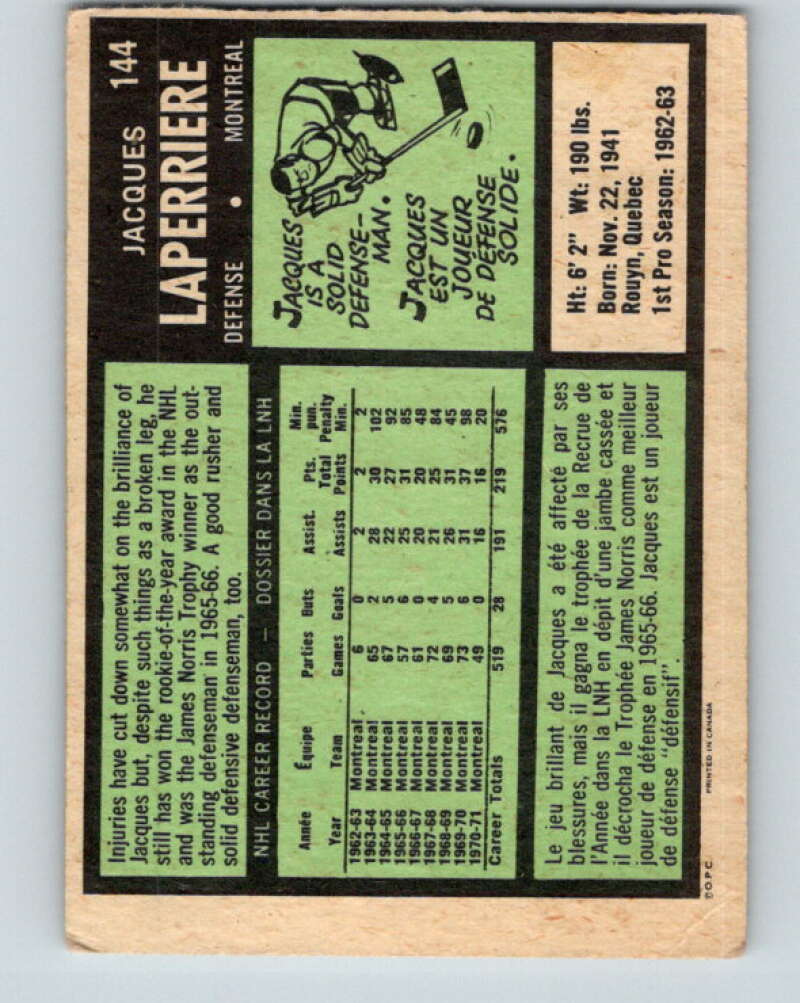 JACQUES 144
LAPERRIERE
DEFENSE • MONTREAL
Injuries have cut down somewhat on the brilliance of
Jacques but, despite such things as a broken leg, he
still has won the rookie-of-the-year award in the NHL
and was the James Norris Trophy winner as the out-
standing defenseman in 1965-66. A good rusher and
solid defensive defenseman, too.
JACQUES
IS A
SOLID
DEFENSE-
MAN.
JACQUES
EST UN
JOUEUR
DE DÉFENSE
SOLIDE.
NHL CAREER RECORD — DOSSIER DANS LA LNH
Année Équipe Parties Buts Assist. Pts. Min. pun.
Year Team Games Goals Assists Total Points Penalty Min.
1962-63 Montreal 6 0 2 2 2
1963-64 Montreal 65 2 28 30 102
1964-65 Montreal 67 5 22 27 92
1965-66 Montreal 57 6 25 31 85
1966-67 Montreal 61 0 20 20 48
1967-68 Montreal 72 4 21 25 84
1968-69 Montreal 69 5 26 31 45
1969-70 Montreal 73 6 31 37 98
1970-71 Montreal 49 0 16 16 20
Career Totals 519 28 191 219 576
Ht: 6' 2" Wt: 190 lbs.
Born: Nov. 22, 1941
Rouyn, Quebec
1st Pro Season: 1962-63
Le jeu brillant de Jacques a été affecté par ses
blessures, mais il gagna le trophée de la Recrue de
l'Année dans la LNH en dépit d'une jambe cassée et
il décrocha le Trophée James Norris comme meilleur
joueur de défense en 1965-66. Jacques est un joueur
de défense "défensif".
©O.P.C. PRINTED IN CANADA